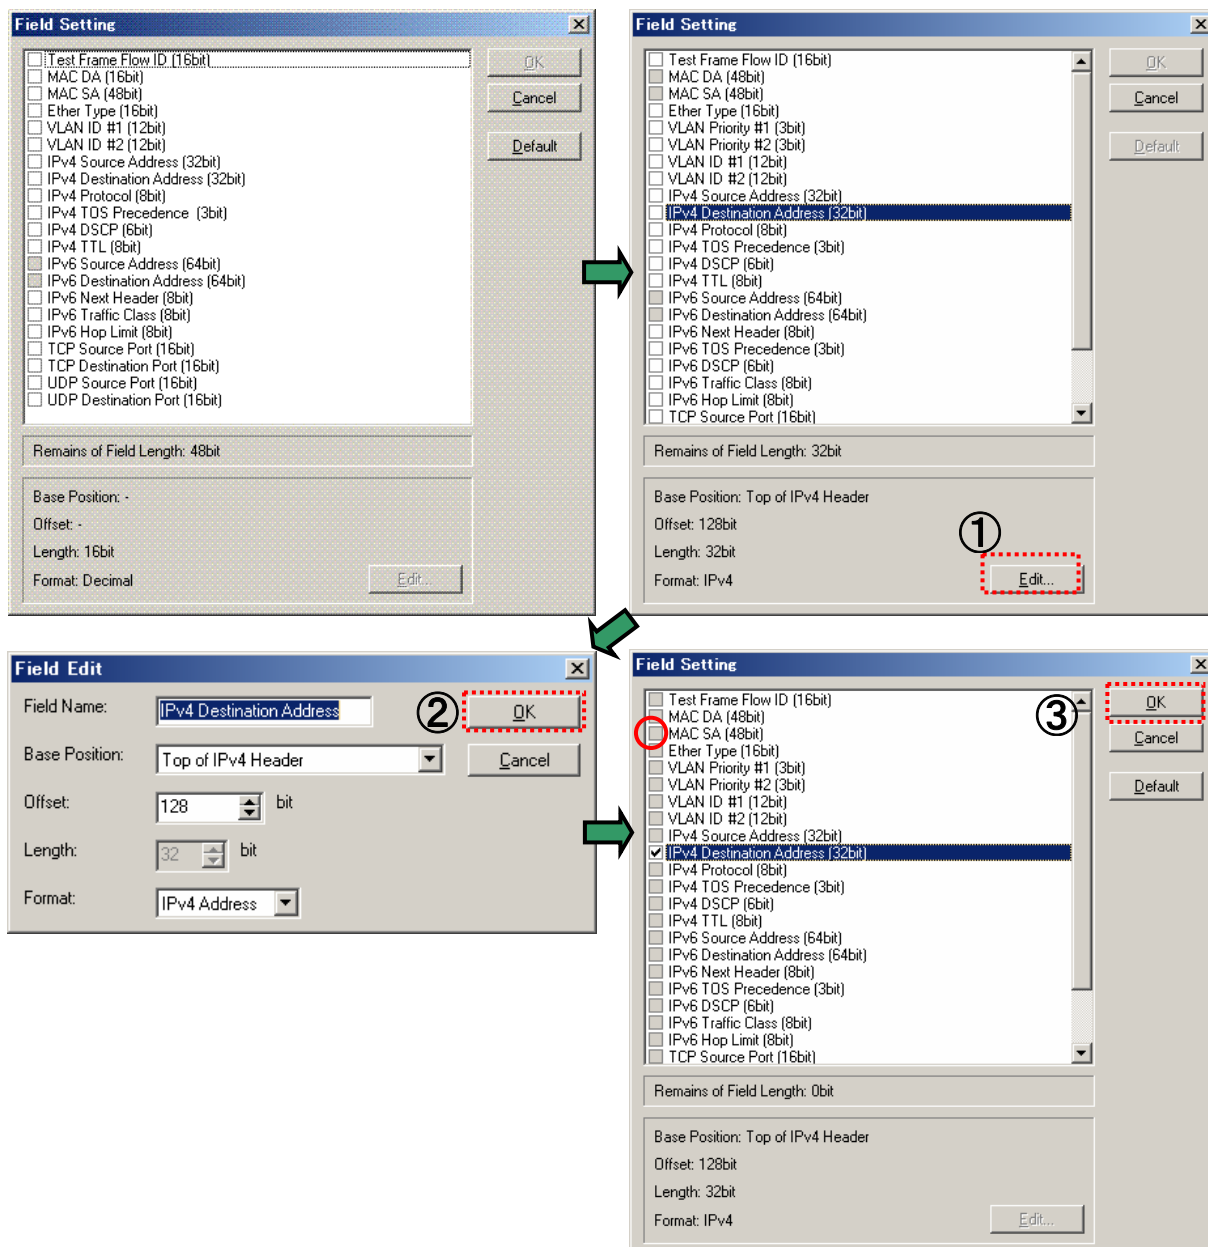 Field Setting
Test Frame Flow ID (16bit)
MAC DA (16bit)
MAC SA (48bit)
Ether Type (16bit)
VLAN ID #1 (12bit)
VLAN ID #2 (12bit)
IPv4 Source Address (32bit)
IPv4 Destination Address (32bit)
IPv4 Protocol (8bit)
IPv4 TOS Precedence (3bit)
IPv4 DSCP (6bit)
IPv4 TTL (8bit)
IPv6 Source Address (64bit)
IPv6 Destination Address (64bit)
IPv6 Next Header (8bit)
IPv6 Traffic Class (8bit)
IPv6 Hop Limit (8bit)
TCP Source Port (16bit)
TCP Destination Port (16bit)
UDP Source Port (16bit)
UDP Destination Port (16bit)
OK
Cancel
Default
Remains of Field Length: 48bit
Base Position: -
Offset: -
Length: 16bit
Format: Decimal
Edit...
Field Setting
Test Frame Flow ID (16bit)
MAC DA (48bit)
MAC SA (48bit)
Ether Type (16bit)
VLAN Priority #1 (3bit)
VLAN Priority #2 (3bit)
VLAN ID #1 (12bit)
VLAN ID #2 (12bit)
IPv4 Source Address (32bit)
IPv4 Destination Address (32bit)
IPv4 Protocol (8bit)
IPv4 TOS Precedence (3bit)
IPv4 DSCP (6bit)
IPv4 TTL (8bit)
IPv6 Source Address (64bit)
IPv6 Destination Address (64bit)
IPv6 Next Header (8bit)
IPv6 TOS Precedence (3bit)
IPv6 DSCP (6bit)
IPv6 Traffic Class (8bit)
IPv6 Hop Limit (8bit)
TCP Source Port (16bit)
OK
Cancel
Default
Remains of Field Length: 32bit
Base Position: Top of IPv4 Header
Offset: 128bit
Length: 32bit
Format: IPv4
①
Edit...
Field Edit
Field Name: IPv4 Destination Address
②
OK
Base Position: Top of IPv4 Header
Cancel
Offset: 128 bit
Length: 32 bit
Format: IPv4 Address
Field Setting
Test Frame Flow ID (16bit)
MAC DA (48bit)
MAC SA (48bit)
Ether Type (16bit)
VLAN Priority #1 (3bit)
VLAN Priority #2 (3bit)
VLAN ID #1 (12bit)
VLAN ID #2 (12bit)
IPv4 Source Address (32bit)
IPv4 Destination Address (32bit)
IPv4 Protocol (8bit)
IPv4 TOS Precedence (3bit)
IPv4 DSCP (6bit)
IPv4 TTL (8bit)
IPv6 Source Address (64bit)
IPv6 Destination Address (64bit)
IPv6 Next Header (8bit)
IPv6 TOS Precedence (3bit)
IPv6 DSCP (6bit)
IPv6 Traffic Class (8bit)
IPv6 Hop Limit (8bit)
TCP Source Port (16bit)
③
OK
Cancel
Default
Remains of Field Length: 0bit
Base Position: Top of IPv4 Header
Offset: 128bit
Length: 32bit
Format: IPv4
Edit...